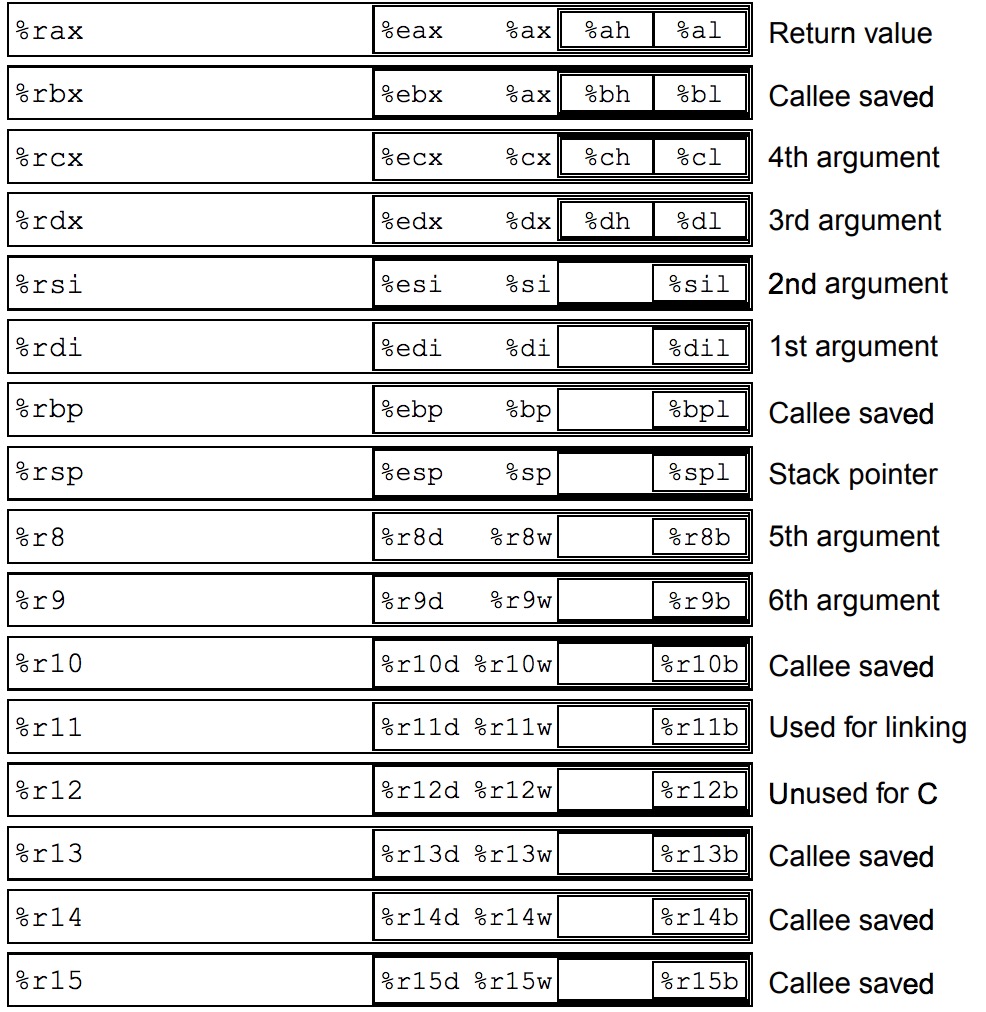 %rax %eax %ax %ah %al Return value
%rbx %ebx %ax %bh %bl Callee saved
%rcx %ecx %cx %ch %cl 4th argument
%rdx %edx %dx %dh %dl 3rd argument
%rsi %esi %si %sil 2nd argument
%rdi %edi %di %dil 1st argument
%rbp %ebp %bp %bpl Callee saved
%rsp %esp %sp %spl Stack pointer
%r8 %r8d %r8w %r8b 5th argument
%r9 %r9d %r9w %r9b 6th argument
%r10 %r10d %r10w %r10b Callee saved
%r11 %r11d %r11w %r11b Used for linking
%r12 %r12d %r12w %r12b Unused for C
%r13 %r13d %r13w %r13b Callee saved
%r14 %r14d %r14w %r14b Callee saved
%r15 %r15d %r15w %r15b Callee saved